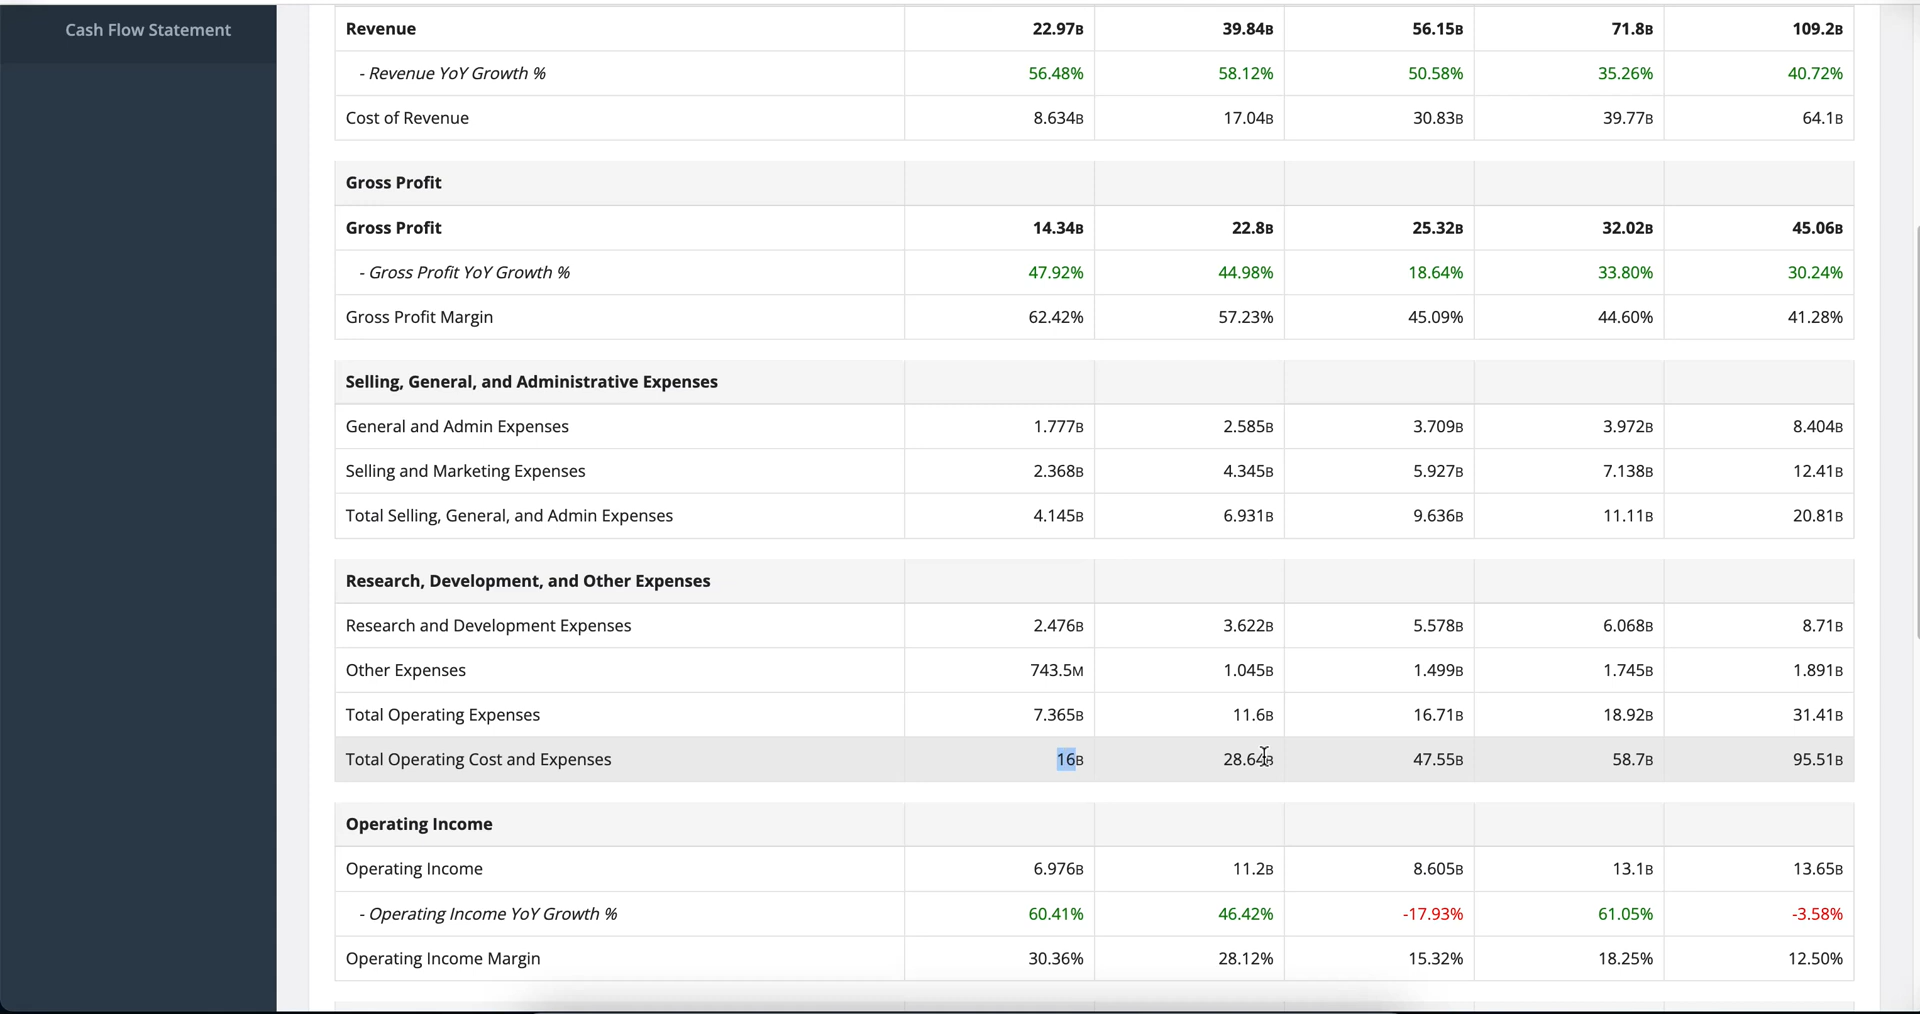 Cash Flow Statement
Revenue 22.97B 39.84B 56.15B 71.8B 109.2B
- Revenue YoY Growth % 56.48% 58.12% 50.58% 35.26% 40.72%
Cost of Revenue 8.634B 17.04B 30.83B 39.77B 64.1B
Gross Profit
Gross Profit 14.34B 22.8B 25.32B 32.02B 45.06B
- Gross Profit YoY Growth % 47.92% 44.98% 18.64% 33.80% 30.24%
Gross Profit Margin 62.42% 57.23% 45.09% 44.60% 41.28%
Selling, General, and Administrative Expenses
General and Admin Expenses 1.777B 2.585B 3.709B 3.972B 8.404B
Selling and Marketing Expenses 2.368B 4.345B 5.927B 7.138B 12.41B
Total Selling, General, and Admin Expenses 4.145B 6.931B 9.636B 11.11B 20.81B
Research, Development, and Other Expenses
Research and Development Expenses 2.476B 3.622B 5.578B 6.068B 8.71B
Other Expenses 743.5M 1.045B 1.499B 1.745B 1.891B
Total Operating Expenses 7.365B 11.6B 16.71B 18.92B 31.41B
Total Operating Cost and Expenses 16B 28.64B 47.55B 58.7B 95.51B
Operating Income
Operating Income 6.976B 11.2B 8.605B 13.1B 13.65B
- Operating Income YoY Growth % 60.41% 46.42% -17.93% 61.05% -3.58%
Operating Income Margin 30.36% 28.12% 15.32% 18.25% 12.50%